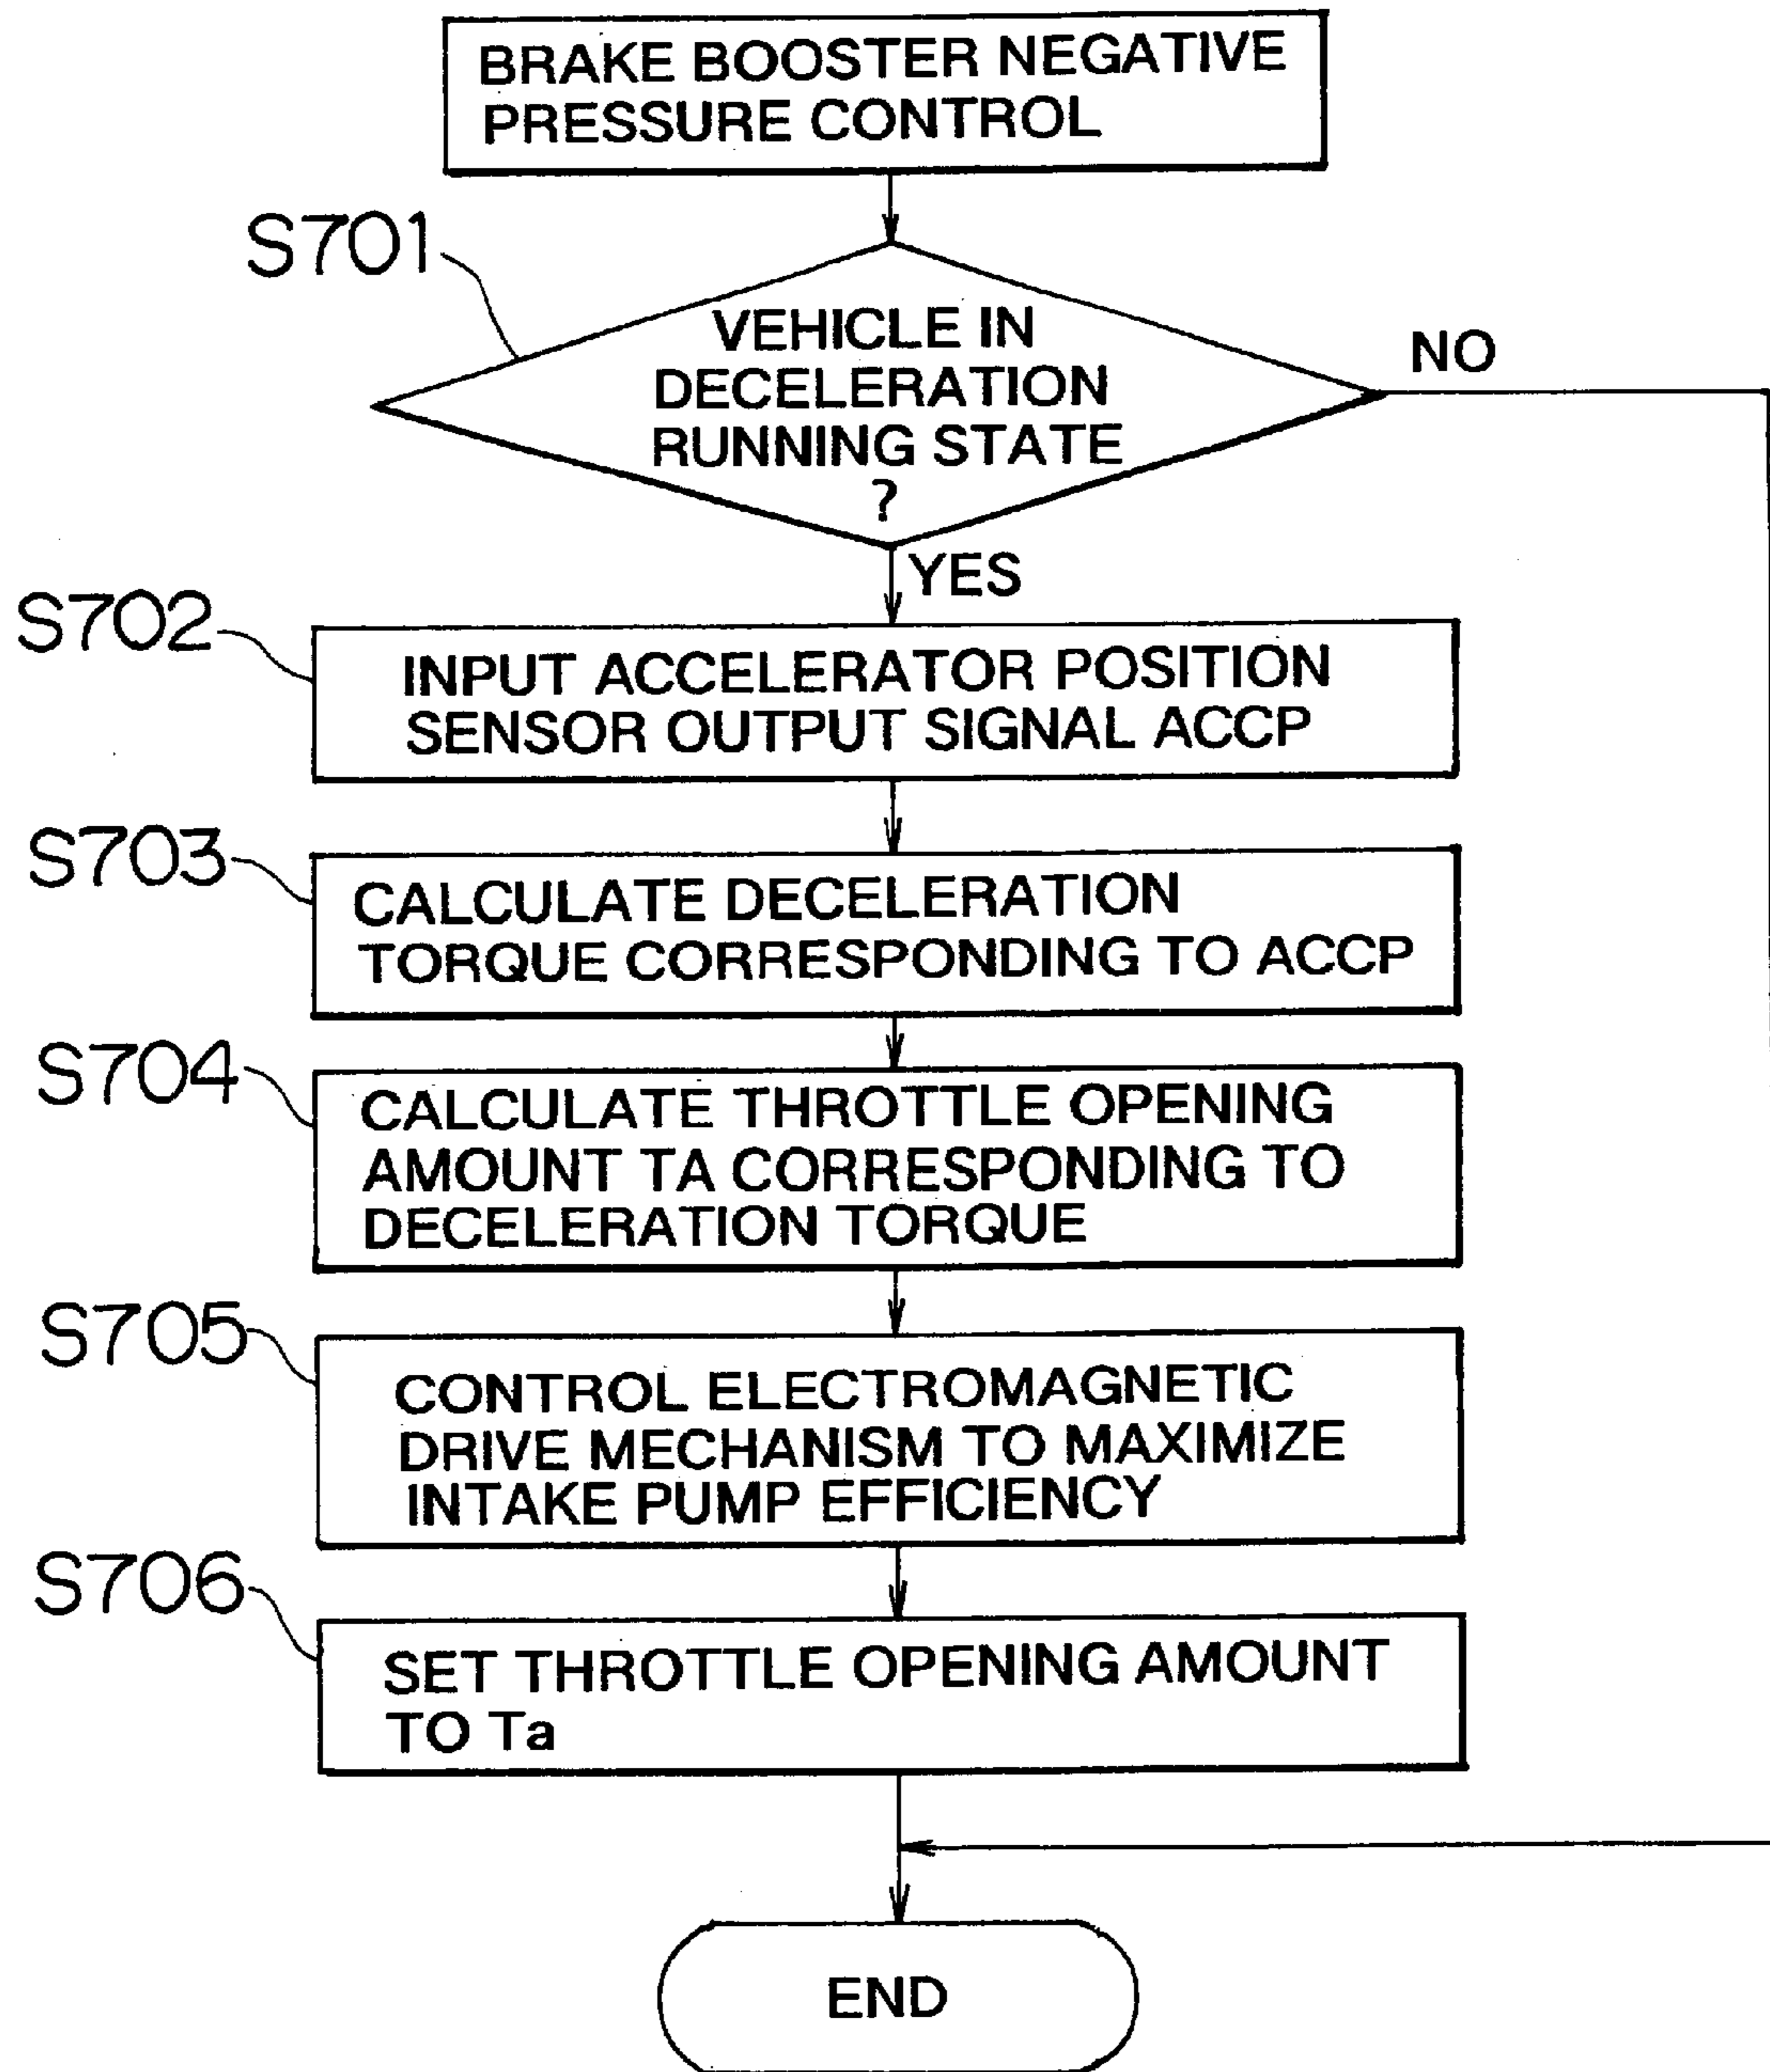 BRAKE BOOSTER NEGATIVE
PRESSURE CONTROL
S701
VEHICLE IN
DECELERATION
RUNNING STATE
?
NO
YES
S702
INPUT ACCELERATOR POSITION
SENSOR OUTPUT SIGNAL ACCP
S703
CALCULATE DECELERATION
TORQUE CORRESPONDING TO ACCP
S704
CALCULATE THROTTLE OPENING
AMOUNT TA CORRESPONDING TO
DECELERATION TORQUE
S705
CONTROL ELECTROMAGNETIC
DRIVE MECHANISM TO MAXIMIZE
INTAKE PUMP EFFICIENCY
S706
SET THROTTLE OPENING AMOUNT
TO Ta
END